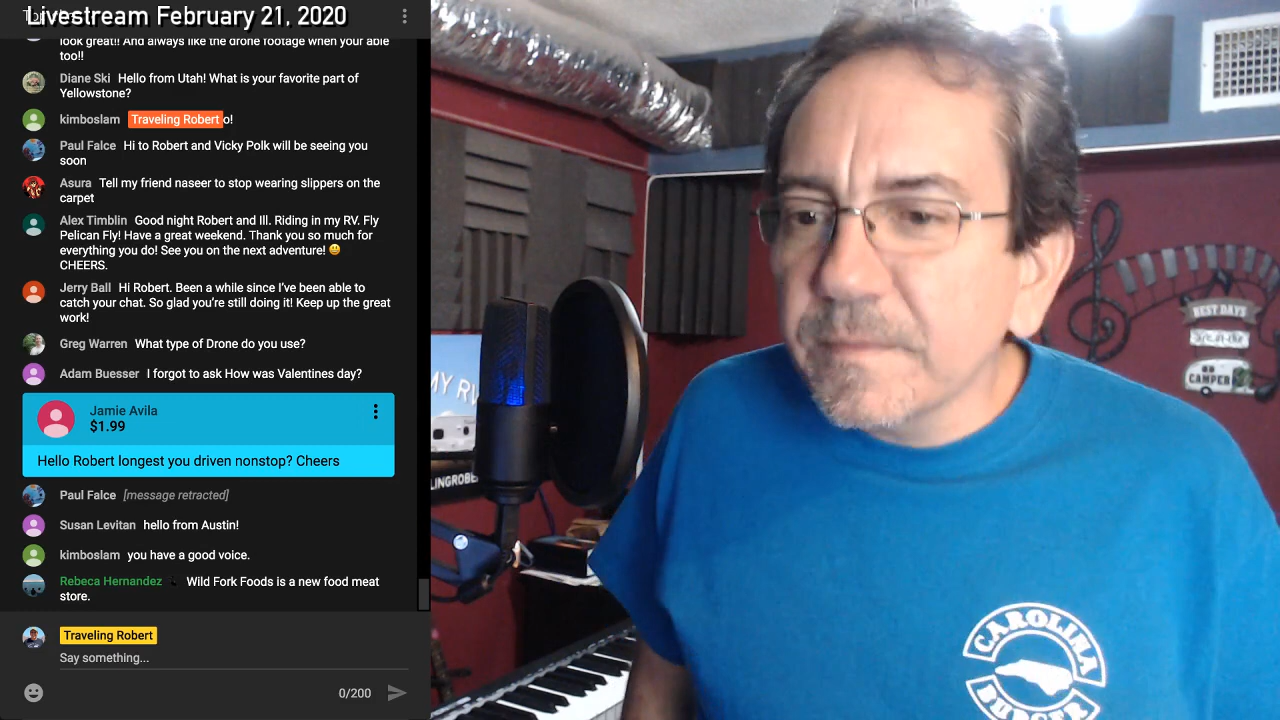 Livestream February 21, 2020
look great!! And always like the drone footage when your able
too!!
Diane Ski Hello from Utah! What is your favorite part of
Yellowstone?
kimboslam Traveling Robert o!
Paul Falce Hi to Robert and Vicky Polk will be seeing you
soon
Asura Tell my friend naseer to stop wearing slippers on the
carpet
Alex Timblin Good night Robert and Ill. Riding in my RV. Fly
Pelican Fly! Have a great weekend. Thank you so much for
everything you do! See you on the next adventure! 😃
CHEERS.
Jerry Ball Hi Robert. Been a while since I've been able to
catch your chat. So glad you're still doing it! Keep up the great
work!
Greg Warren What type of Drone do you use?
Adam Buesser I forgot to ask How was Valentines day?
Jamie Avila
$1.99
Hello Robert longest you driven nonstop? Cheers
Paul Falce [message retracted]
Susan Levitan hello from Austin!
kimboslam you have a good voice.
Rebeca Hernandez Wild Fork Foods is a new food meat
store.
Traveling Robert
Say something...
0/200
MY RV
LINGROBE
BEST DAYS
CAMPER
CAROLINA
BURGER